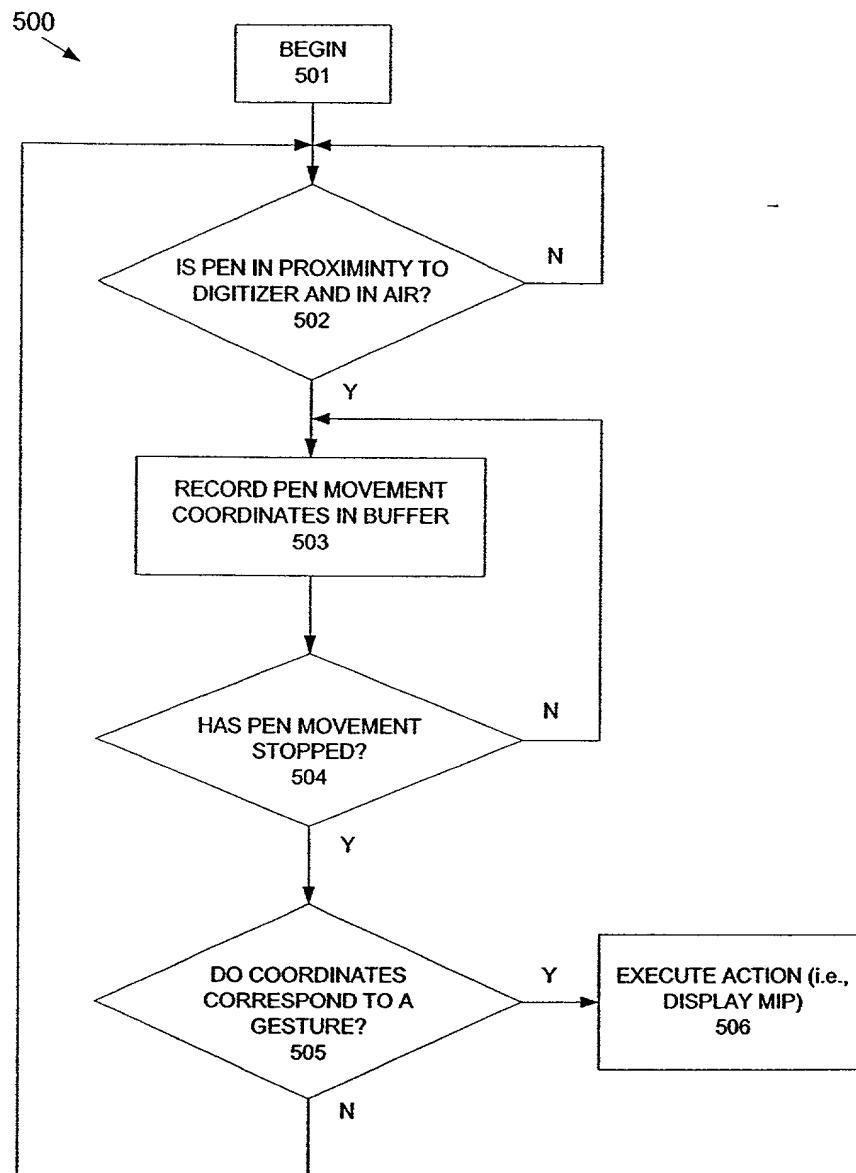 500
BEGIN
501
IS PEN IN PROXIMINTY TO
DIGITIZER AND IN AIR?
502
N
Y
RECORD PEN MOVEMENT
COORDINATES IN BUFFER
503
HAS PEN MOVEMENT
STOPPED?
504
N
Y
DO COORDINATES
CORRESPOND TO A
GESTURE?
505
Y
EXECUTE ACTION (i.e.,
DISPLAY MIP)
506
N